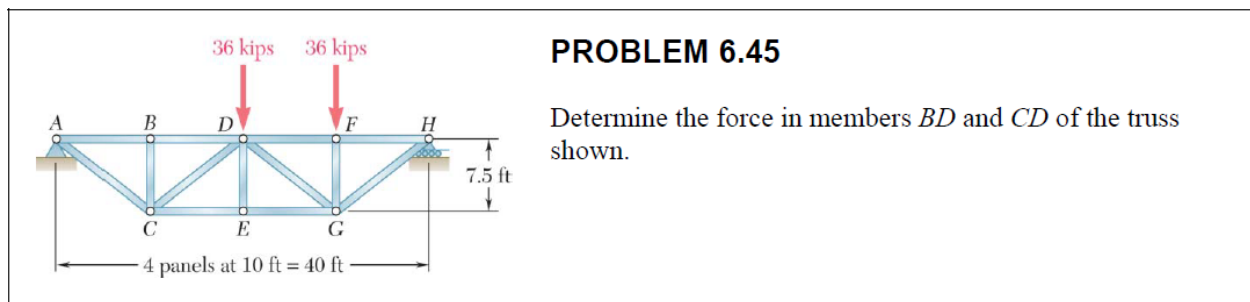 36 kips 36 kips
A B D F H
7.5 ft
C E G
4 panels at 10 ft = 40 ft
PROBLEM 6.45
Determine the force in members BD and CD of the truss
shown.